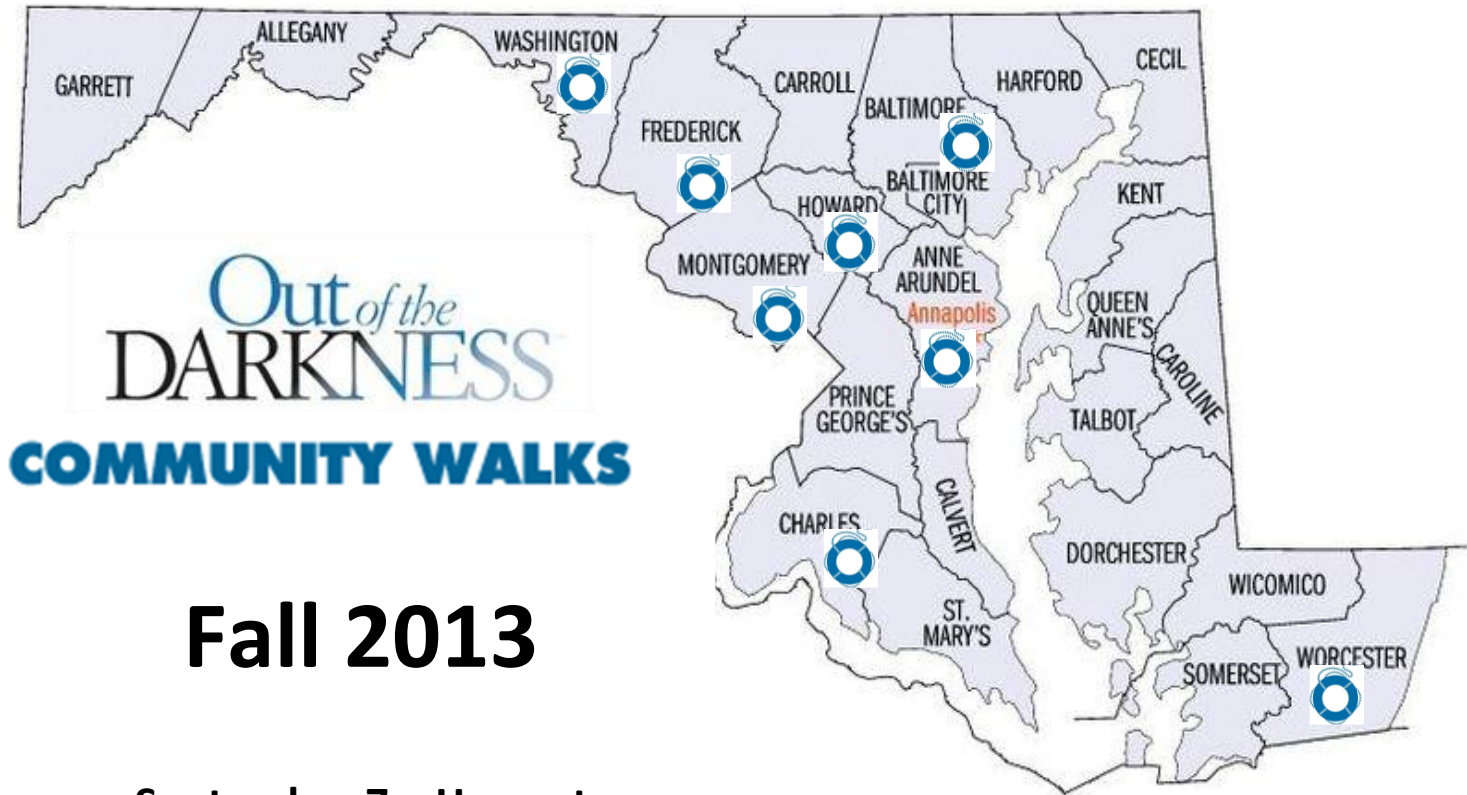 ALLEGANY
WASHINGTON
GARRETT
CARROLL
HARFORD
CECIL
BALTIMORE
FREDERICK
BALTIMORE
CITY
KENT
HOWARD
MONTGOMERY
ANNE
ARUNDEL
Annapolis
QUEEN
ANNE'S
CAROLINE
Out of the
DARKNESS
PRINCE
GEORGE'S
TALBOT
COMMUNITY WALKS
CALVERT
CHARLES
DORCHESTER
WICOMICO
Fall 2013
ST.
MARY'S
SOMERSET
WORCESTER